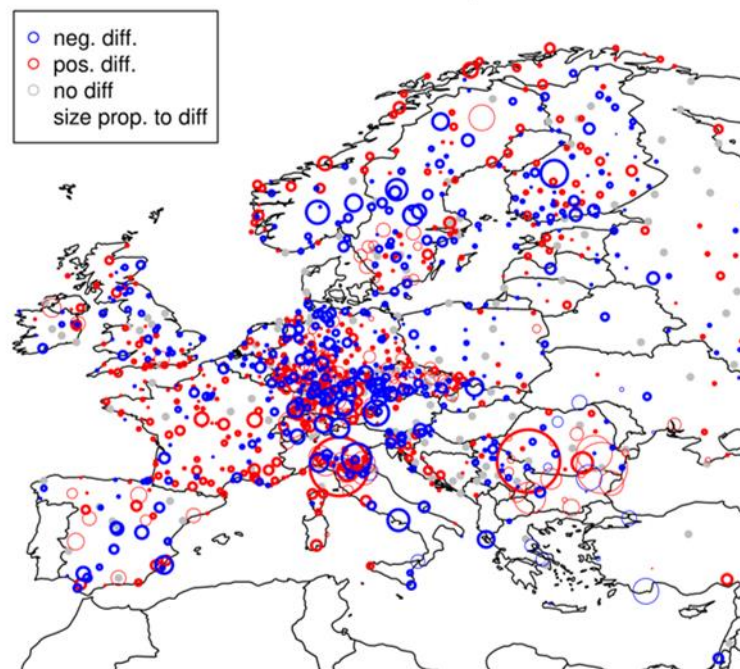 neg. diff.
pos. diff.
no diff
size prop. to diff